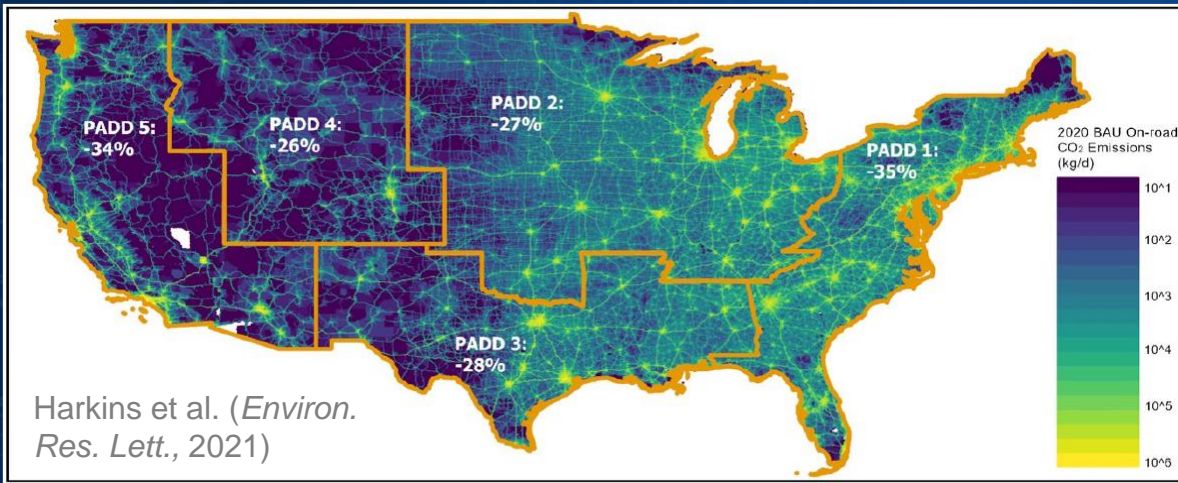 PADD 5:
-34%
PADD 4:
-26%
PADD 2:
-27%
PADD 1:
-35%
PADD 3:
-28%
2020 BAU On-road
CO₂ Emissions
(kg/d)
10^1
10^2
10^3
10^4
10^5
10^6
Harkins et al. (Environ.
Res. Lett., 2021)